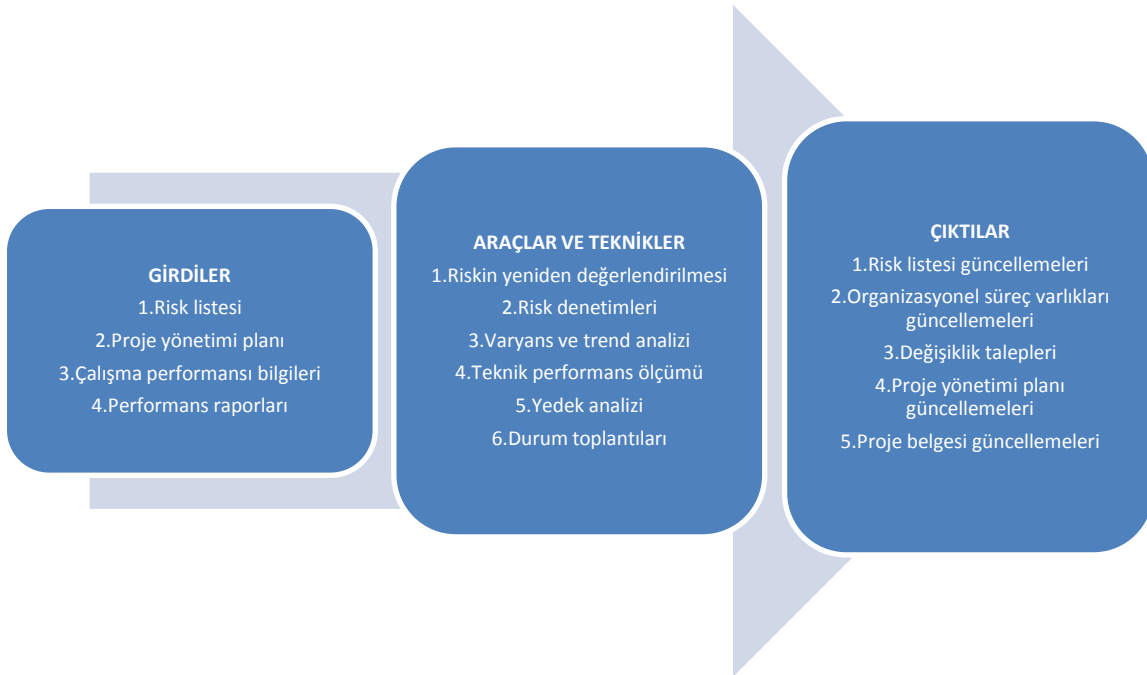 GİRDİLER
1.Risk listesi
2.Proje yönetimi planı
3.Çalışma performansı bilgileri
4.Performans raporları
ARAÇLAR VE TEKNİKLER
1.Riskin yeniden değerlendirilmesi
2.Risk denetimleri
3.Varyans ve trend analizi
4.Teknik performans ölçümü
5.Yedek analizi
6.Durum toplantıları
ÇIKTILAR
1.Risk listesi güncellemeleri
2.Organizasyonel süreç varlıkları
güncellemeleri
3.Değişiklik talepleri
4.Proje yönetimi planı
güncellemeleri
5.Proje belgesi güncellemeleri